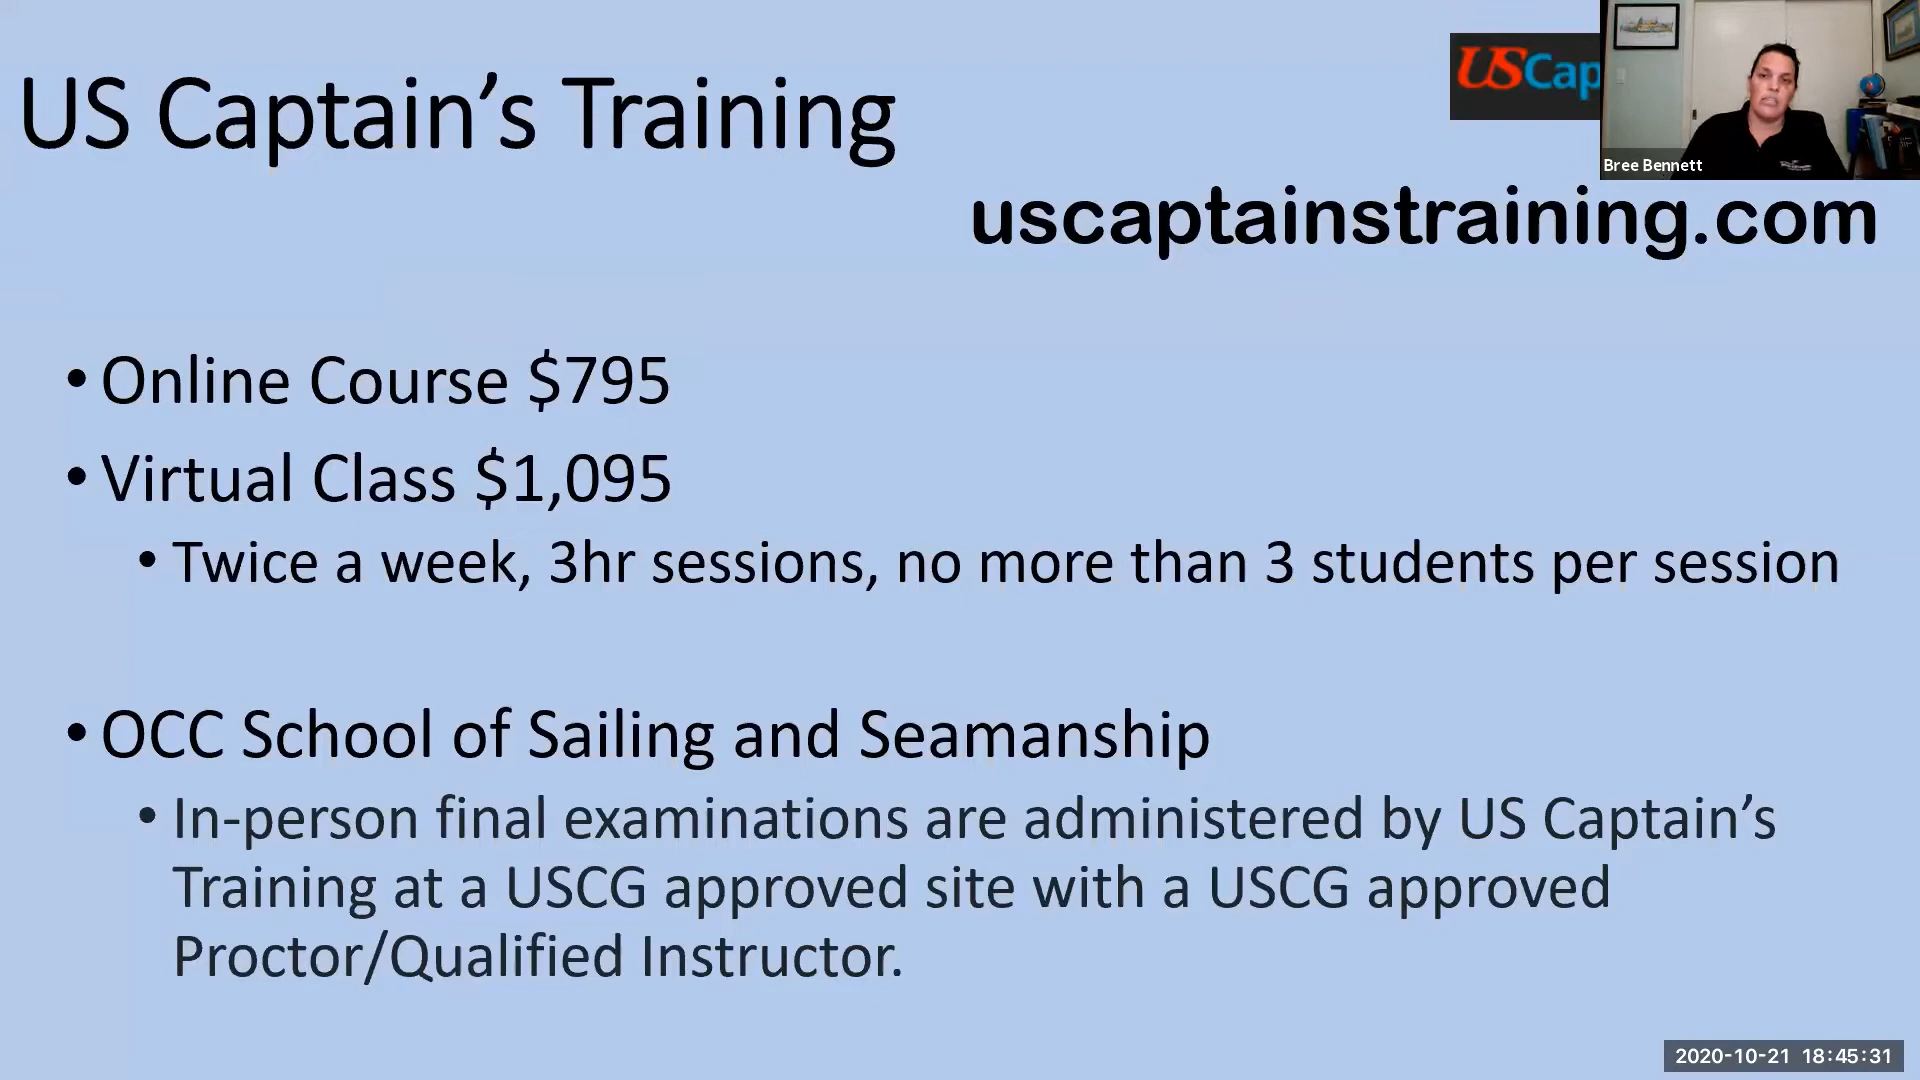 US Captain’s Training
USCap
Bree Bennett
uscaptainstraining.com
• Online Course $795
• Virtual Class $1,095
• Twice a week, 3hr sessions, no more than 3 students per session
• OCC School of Sailing and Seamanship
• In-person final examinations are administered by US Captain’s
Training at a USCG approved site with a USCG approved
Proctor/Qualified Instructor.
2020-10-21 18:45:31